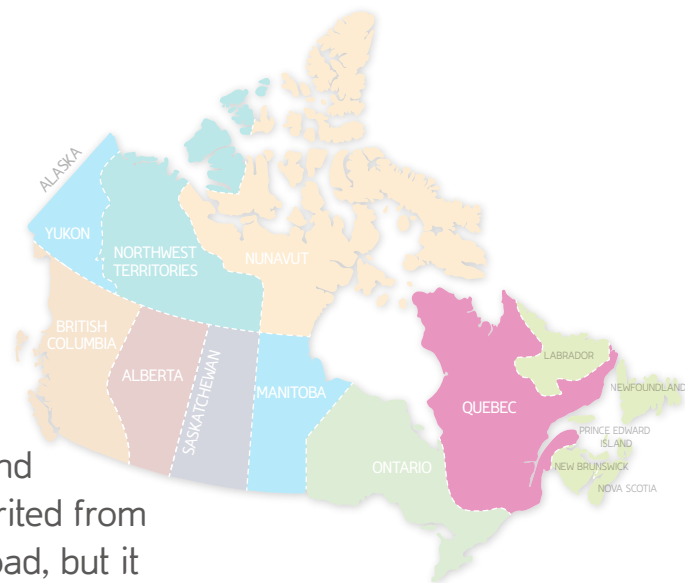 ALASKA
YUKON
NORTHWEST
TERRITORIES
NUNAVUT
BRITISH
COLUMBIA
ALBERTA
SASKATCHEWAN
MANITOBA
ONTARIO
QUEBEC
LABRADOR
NEWFOUNDLAND
PRINCE EDWARD
ISLAND
NEW BRUNSWICK
NOVA SCOTIA
nd
rited from
oad, but it